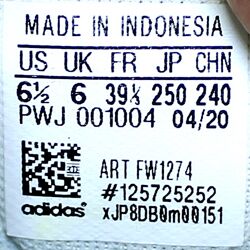 MADE IN INDONESIA
US UK FR JP CHN
6½ 6 39⅓ 250 240
PWJ 001004 04/20
ART FW1274
#125725252
adidas xJP8DB0m00151